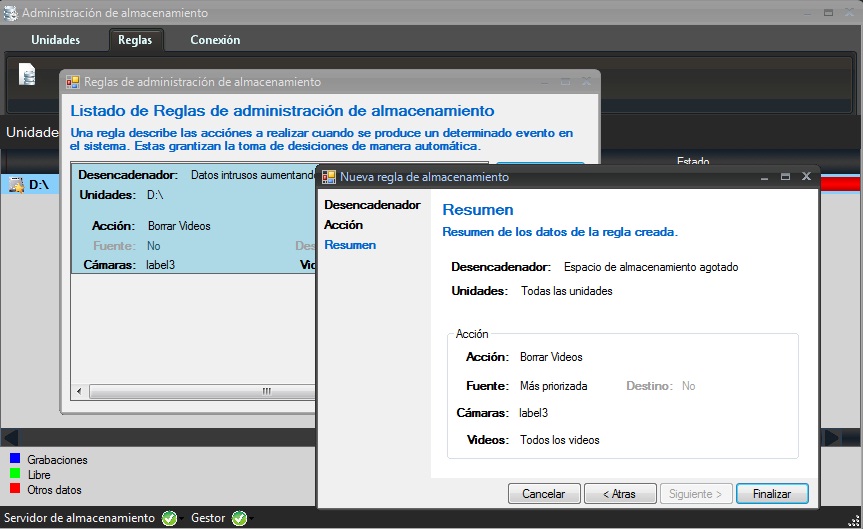 Administración de almacenamiento
Unidades Reglas Conexión
Reglas de administración de almacenamiento
Listado de Reglas de administración de almacenamiento
Una regla describe las acciónes a realizar cuando se produce un determinado evento en
el sistema. Estas grantizan la toma de desiciones de manera automática.
Unidade
Estado
D:\
Desencadenador: Datos intrusos aumentando
Unidades: D:\
Acción: Borrar Videos
Fuente: No Des
Cámaras: label3 Vid
Nueva regla de almacenamiento
Desencadenador
Acción
Resumen
Resumen
Resumen de los datos de la regla creada.
Desencadenador: Espacio de almacenamiento agotado
Unidades: Todas las unidades
Acción
Acción: Borrar Videos
Fuente: Más priorizada Destino: No
Cámaras: label3
Videos: Todos los videos
Cancelar < Atras Siguiente > Finalizar
Grabaciones
Libre
Otros datos
Servidor de almacenamiento Gestor